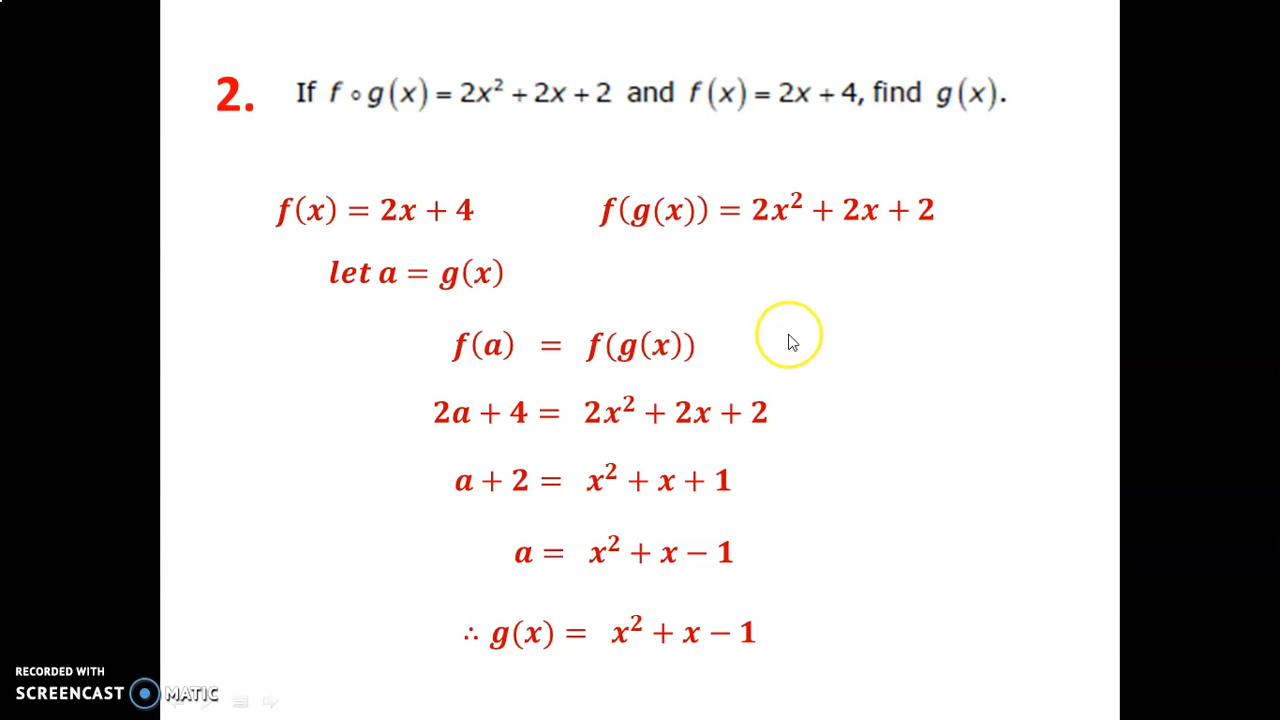 2. If f ∘ g(x) = 2x² + 2x + 2 and f(x) = 2x + 4, find g(x).
f(x) = 2x + 4 f(g(x)) = 2x² + 2x + 2
let a = g(x)
f(a) = f(g(x))
2a + 4 = 2x² + 2x + 2
a + 2 = x² + x + 1
a = x² + x − 1
∴ g(x) = x² + x − 1
RECORDED WITH
SCREENCAST MATIC